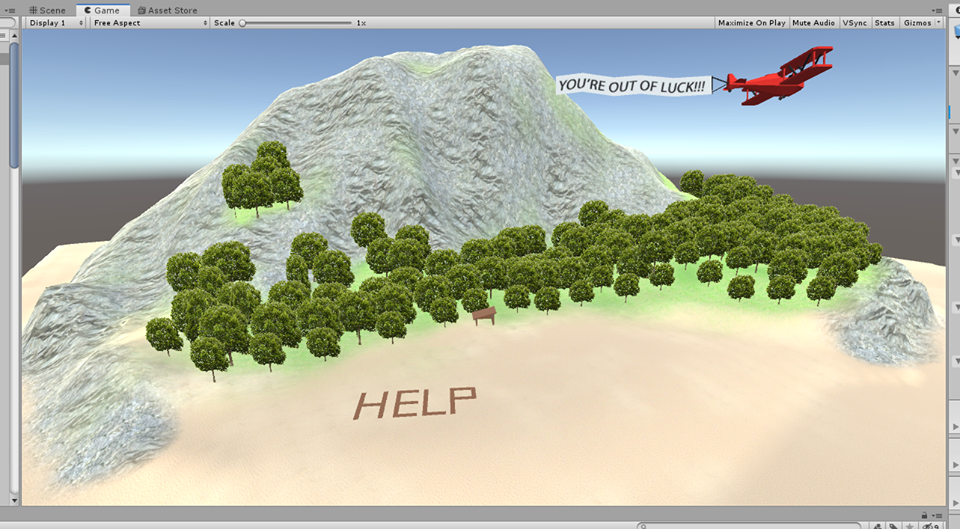 Scene Game Asset Store
Display 1 Free Aspect Scale 1x Maximize On Play Mute Audio VSync Stats Gizmos
YOU'RE OUT OF LUCK!!!
HELP
9